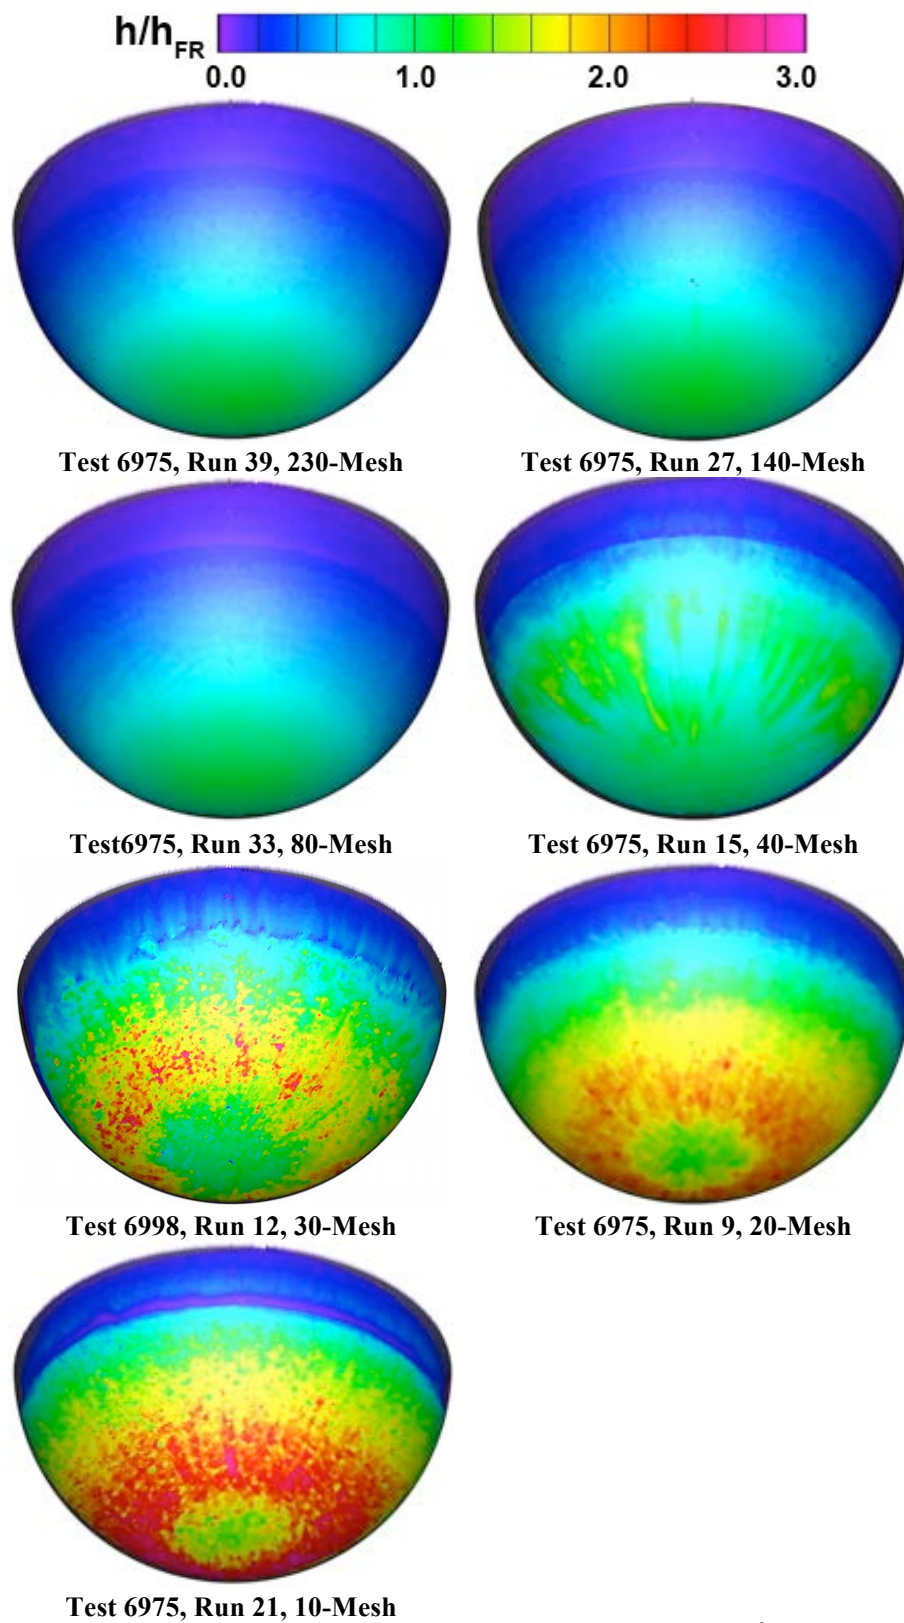 h/hFR
0.0 1.0 2.0 3.0
Test 6975, Run 39, 230-Mesh
Test 6975, Run 27, 140-Mesh
Test6975, Run 33, 80-Mesh
Test 6975, Run 15, 40-Mesh
Test 6998, Run 12, 30-Mesh
Test 6975, Run 9, 20-Mesh
Test 6975, Run 21, 10-Mesh